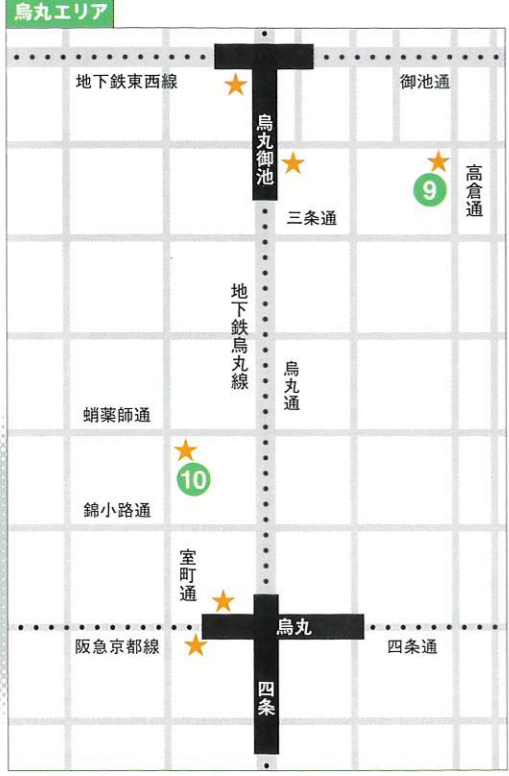 烏丸エリア
地下鉄東西線
御池通
烏丸御池
高倉通
9
三条通
地下鉄烏丸線
烏丸通
蛸薬師通
10
錦小路通
室町通
烏丸
阪急京都線
四条通
四条